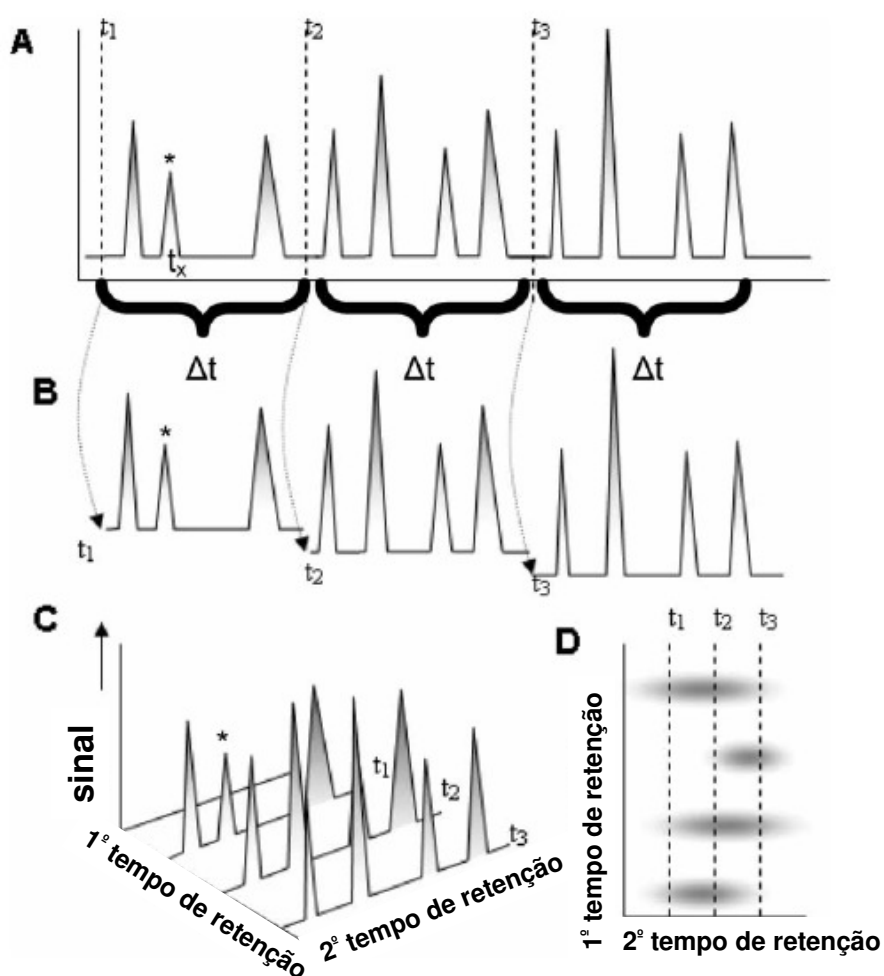 A
t₁
t₂
t₃
*
tₓ
Δt
Δt
Δt
B
*
t₁
t₂
t₃
C
sinal
*
t₁
t₂
t₃
1º tempo de retenção
2º tempo de retenção
D
t₁
t₂
t₃
1º tempo de retenção
2º tempo de retenção